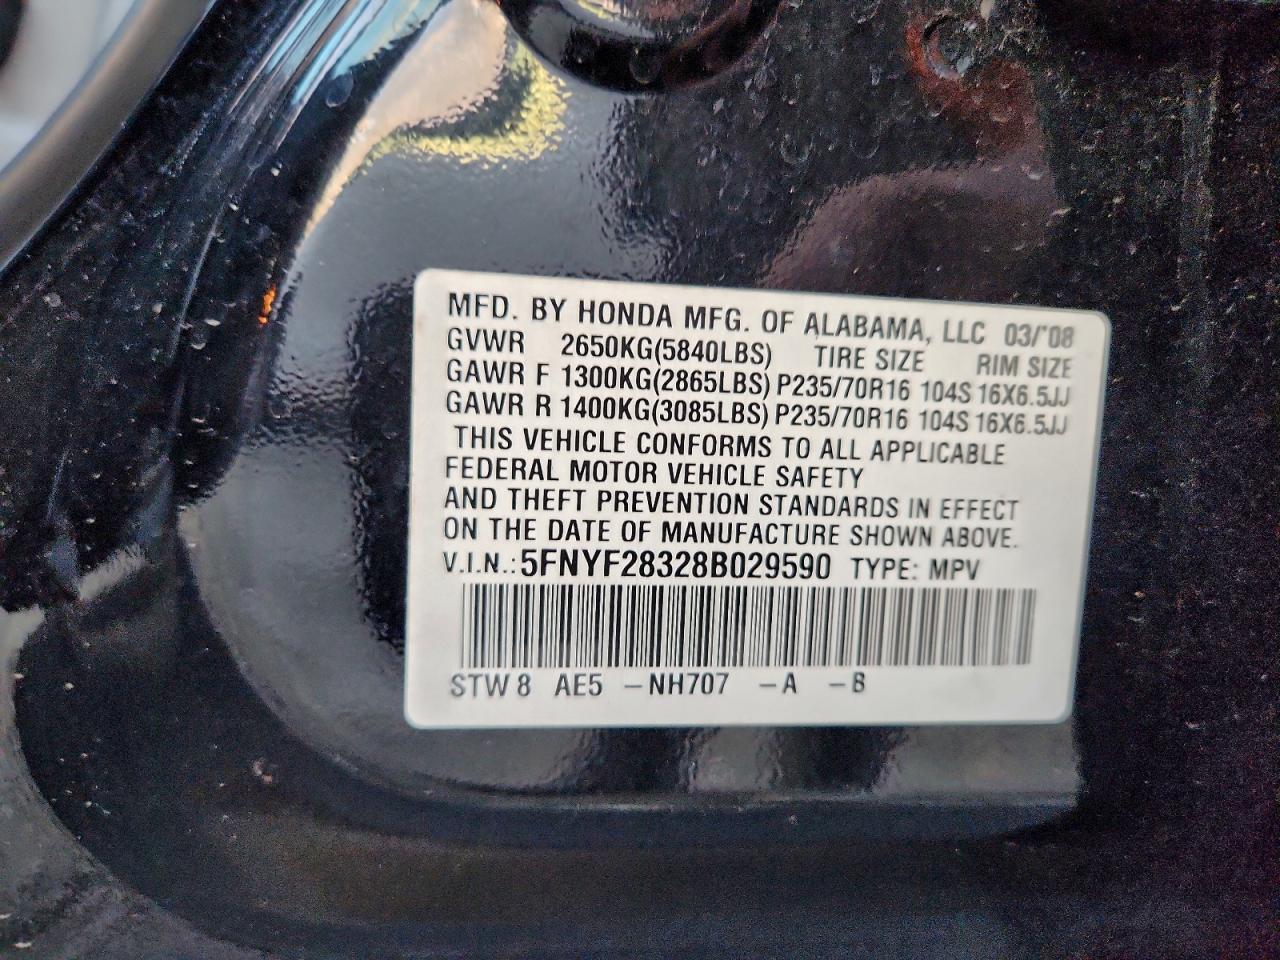 MFD. BY HONDA MFG. OF ALABAMA, LLC 03/'08
GVWR 2650KG(5840LBS) TIRE SIZE RIM SIZE
GAWR F 1300KG(2865LBS) P235/70R16 104S 16X6.5JJ
GAWR R 1400KG(3085LBS) P235/70R16 104S 16X6.5JJ
THIS VEHICLE CONFORMS TO ALL APPLICABLE
FEDERAL MOTOR VEHICLE SAFETY
AND THEFT PREVENTION STANDARDS IN EFFECT
ON THE DATE OF MANUFACTURE SHOWN ABOVE.
V.I.N.: 5FNYF28328B029590 TYPE: MPV
STW8 AE5 –NH707 –A –B